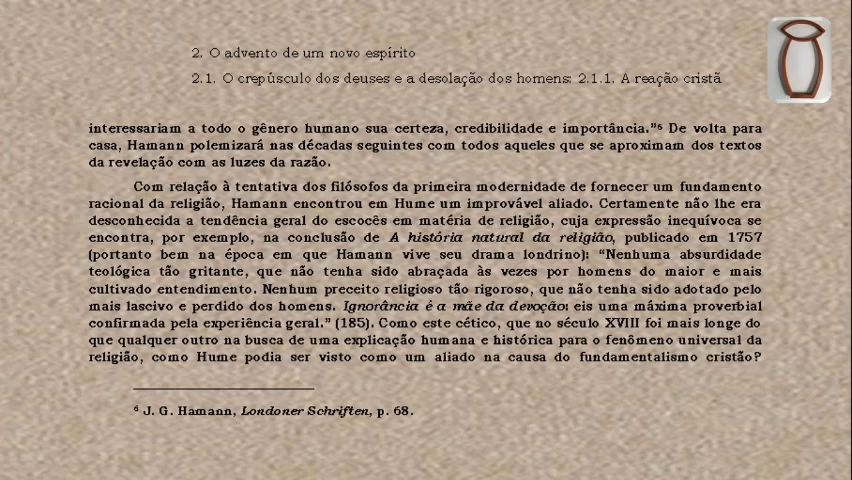 2. O advento de um novo espírito
2.1. O crepúsculo dos deuses e a desolação dos homens: 2.1.1. A reação cristã
interessariam a todo o gênero humano sua certeza, credibilidade e importância.”⁶ De volta para
casa, Hamann polemizará nas décadas seguintes com todos aqueles que se aproximam dos textos
da revelação com as luzes da razão.
Com relação à tentativa dos filósofos da primeira modernidade de fornecer um fundamento
racional da religião, Hamann encontrou em Hume um improvável aliado. Certamente não lhe era
desconhecida a tendência geral do escocês em matéria de religião, cuja expressão inequívoca se
encontra, por exemplo, na conclusão de A história natural da religião, publicado em 1757
(portanto bem na época em que Hamann vive seu drama londrino): “Nenhuma absurdidade
teológica tão gritante, que não tenha sido abraçada às vezes por homens do maior e mais
cultivado entendimento. Nenhum preceito religioso tão rigoroso, que não tenha sido adotado pelo
mais lascivo e perdido dos homens. Ignorância é a mãe da devoção: eis uma máxima proverbial
confirmada pela experiência geral.” (185). Como este cético, que no século XVIII foi mais longe do
que qualquer outro na busca de uma explicação humana e histórica para o fenômeno universal da
religião, como Hume podia ser visto como um aliado na causa do fundamentalismo cristão?
⁶ J. G. Hamann, Londoner Schriften, p. 68.